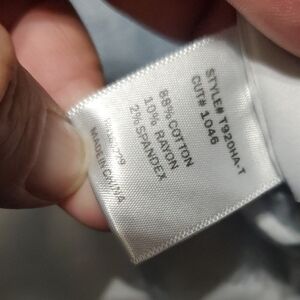 STYLE# T920HA-T
CUT# 1046
88% COTTON
10% RAYON
2% SPANDEX
MADE IN CHINA